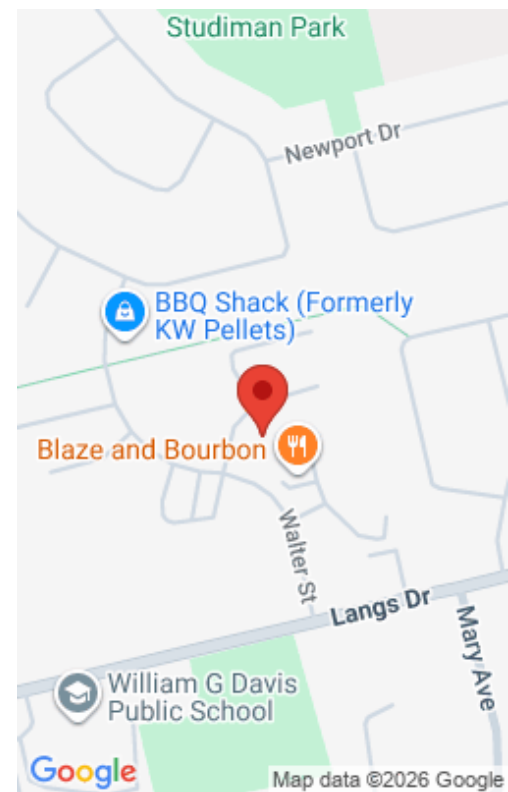 Studiman Park
Newport Dr
BBQ Shack (Formerly
KW Pellets)
Blaze and Bourbon
Walter St
Langs Dr
Mary Ave
William G Davis
Public School
Google
Map data ©2026 Google